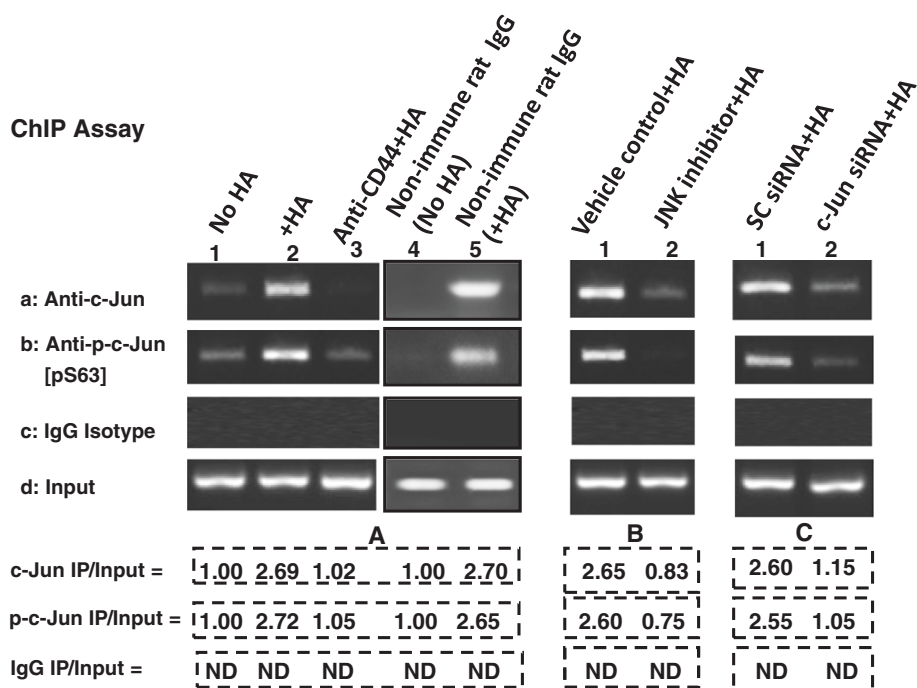 ChIP Assay
No HA
+HA
Anti-CD44+HA
Non-immune rat IgG
(No HA)
Non-immune rat IgG
(+HA)
Vehicle control+HA
JNK inhibitor+HA
SC siRNA+HA
c-Jun siRNA+HA
1 2 3 4 5 1 2 1 2
a: Anti-c-Jun
b: Anti-p-c-Jun
[pS63]
c: IgG Isotype
d: Input
A B C
c-Jun IP/Input = 1.00 2.69 1.02 1.00 2.70 2.65 0.83 2.60 1.15
p-c-Jun IP/Input = 1.00 2.72 1.05 1.00 2.65 2.60 0.75 2.55 1.05
IgG IP/Input = ND ND ND ND ND ND ND ND ND